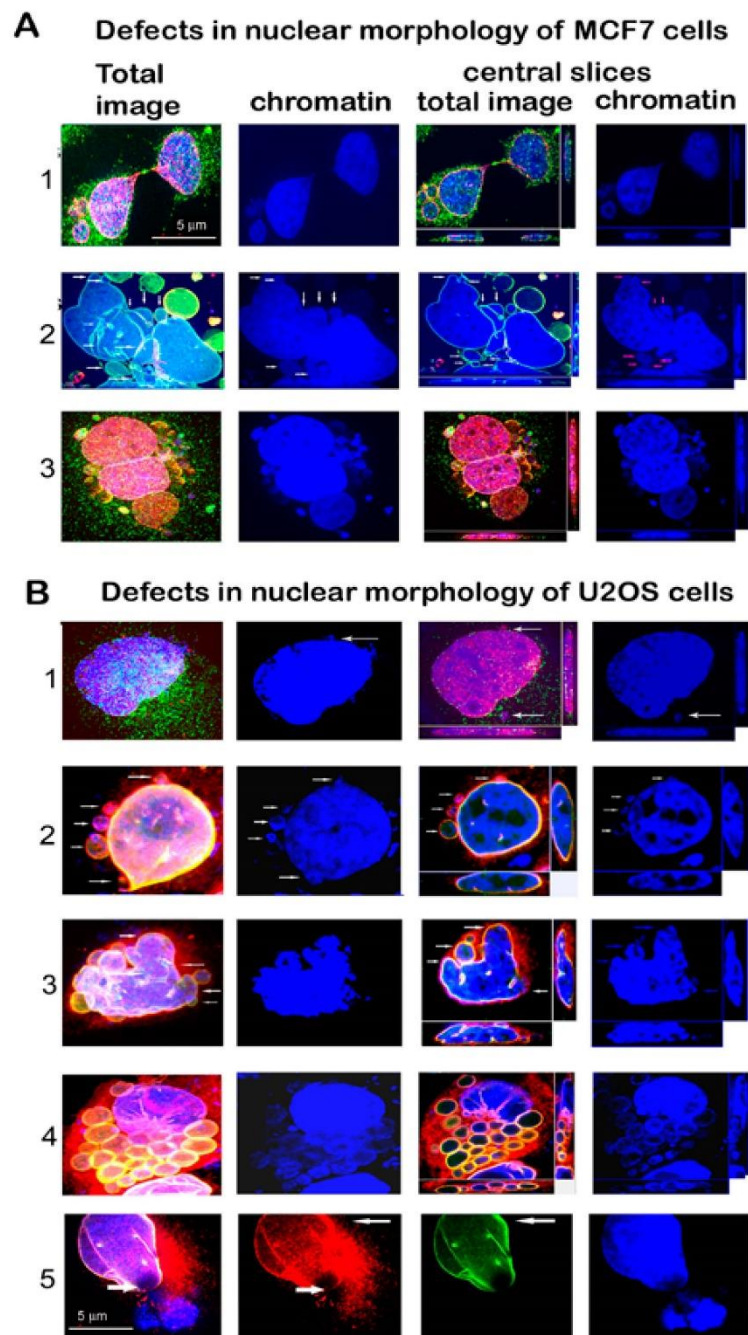 A Defects in nuclear morphology of MCF7 cells
Total image
chromatin
central slices
total image
chromatin
1
5 µm
2
3
B Defects in nuclear morphology of U2OS cells
1
2
3
4
5
5 µm